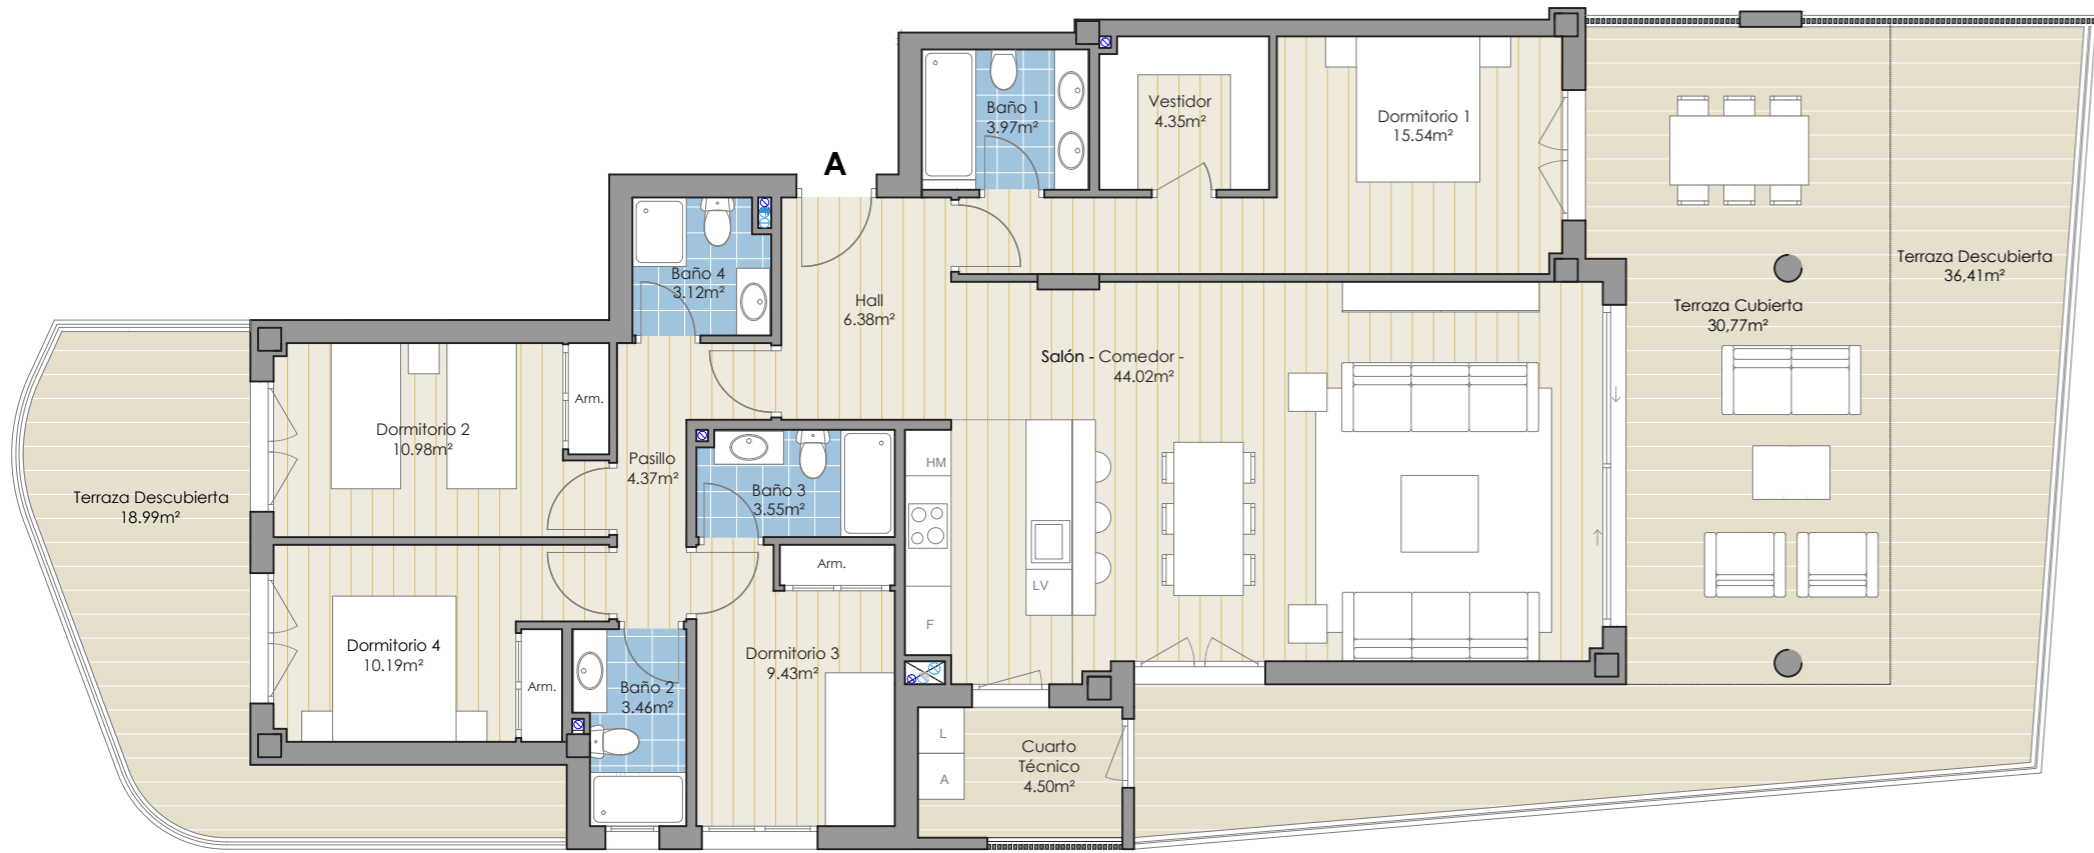 A
Baño 1
3.97m²
Vestidor
4.35m²
Dormitorio 1
15.54m²
Baño 4
3.12m²
Hall
6.38m²
Terraza Descubierta
36,41m²
Terraza Cubierta
30,77m²
Salón - Comedor -
44.02m²
Arm.
Dormitorio 2
10.98m²
Pasillo
4.37m²
Baño 3
3.55m²
HM
Terraza Descubierta
18.99m²
Arm.
LV
F
Dormitorio 4
10.19m²
Arm.
Baño 2
3.46m²
Dormitorio 3
9.43m²
L
A
Cuarto
Técnico
4.50m²